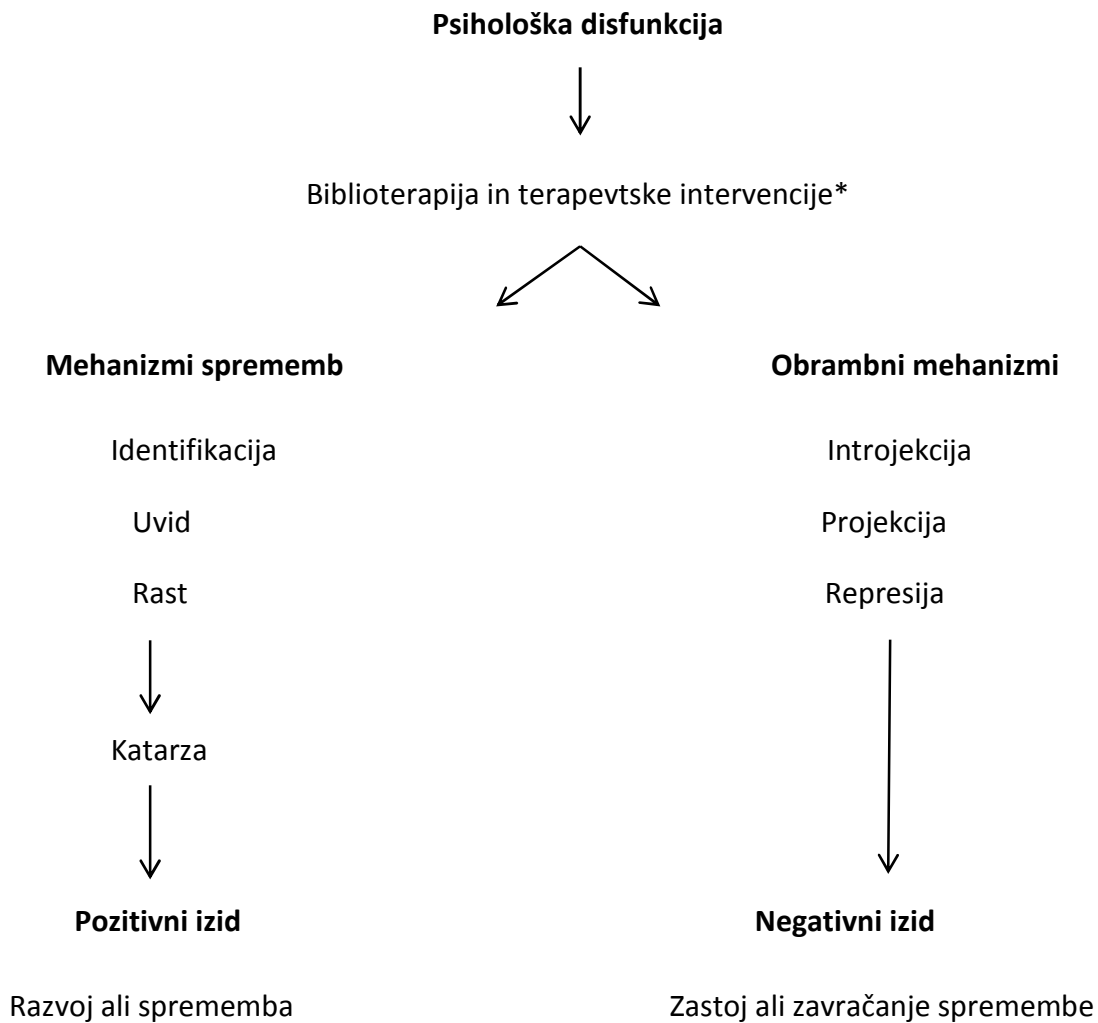 Psihološka disfunkcija
Biblioterapija in terapevtske intervencije*
Mehanizmi sprememb
Obrambni mehanizmi
Identifikacija
Introjekcija
Uvid
Projekcija
Rast
Represija
Katarza
Pozitivni izid
Negativni izid
Razvoj ali sprememba
Zastoj ali zavračanje spremembe